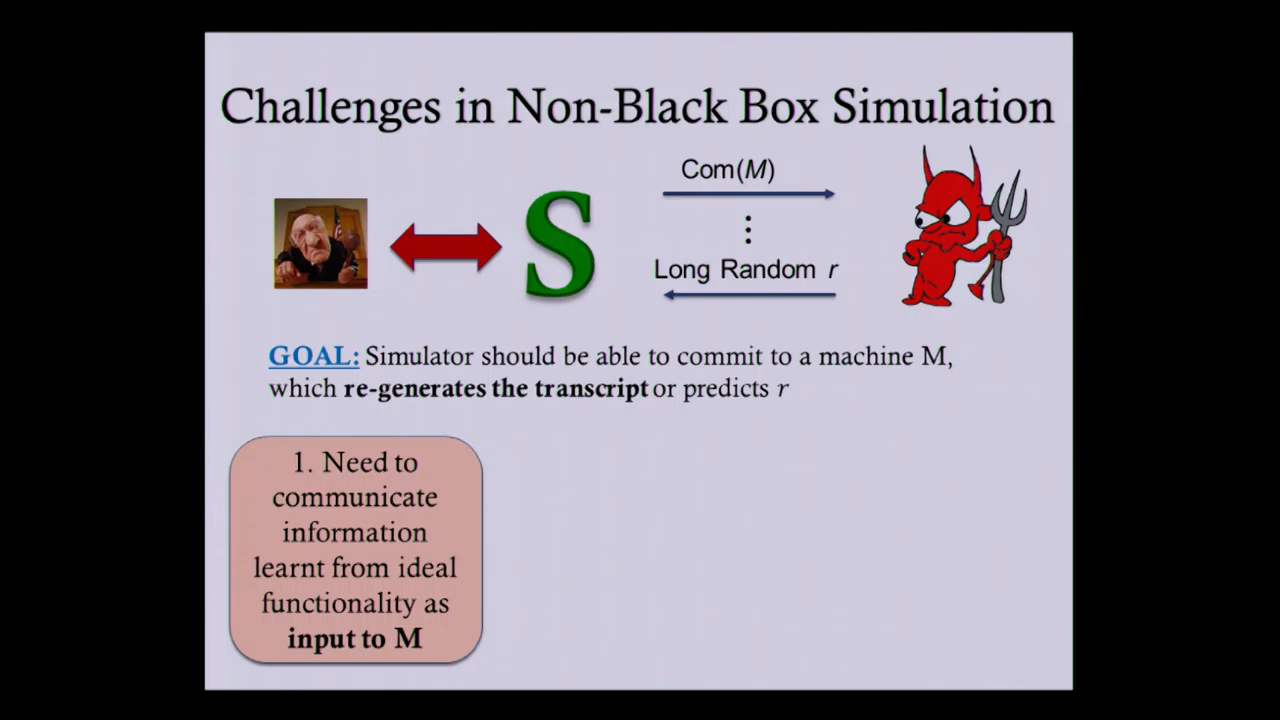 Challenges in Non-Black Box Simulation
Com(M)
S
⋮
Long Random r
GOAL: Simulator should be able to commit to a machine M,
which re-generates the transcript or predicts r
1. Need to
communicate
information
learnt from ideal
functionality as
input to M